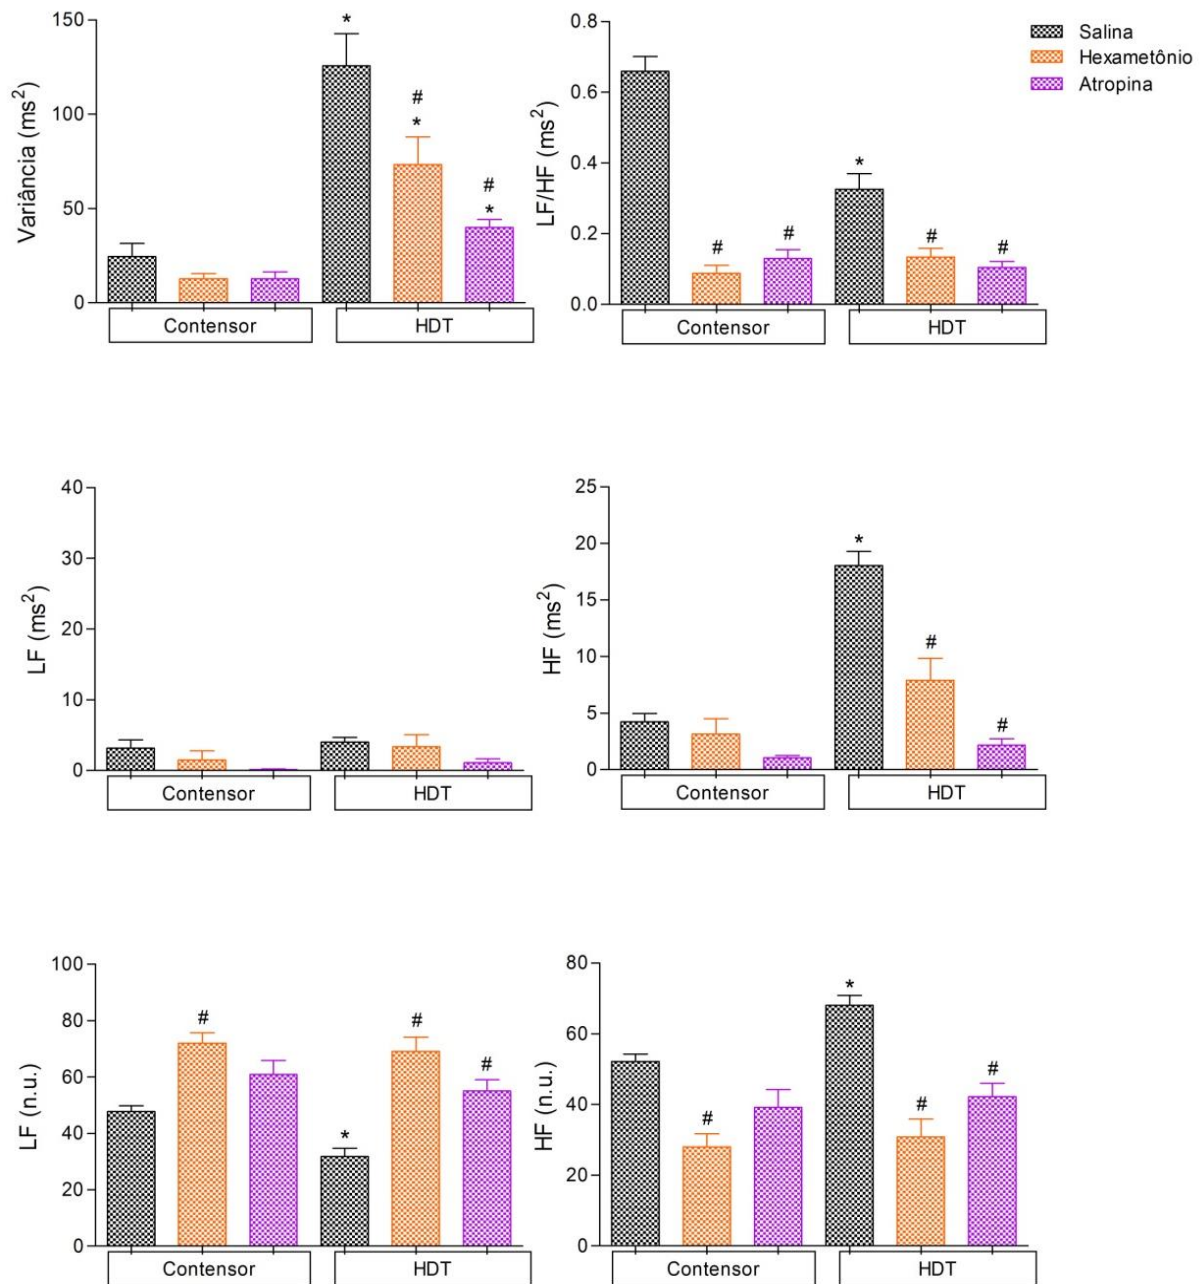 Variância (ms²)
150
100
50
0
*
#
*
#
*
Contensor
HDT
LF/HF (ms²)
0.8
0.6
0.4
0.2
0.0
#
#
*
#
#
Contensor
HDT
Salina
Hexametônio
Atropina
LF (ms²)
40
30
20
10
0
Contensor
HDT
HF (ms²)
25
20
15
10
5
0
*
#
#
Contensor
HDT
LF (n.u.)
100
80
60
40
20
0
#
*
#
#
Contensor
HDT
HF (n.u.)
80
60
40
20
0
#
*
#
#
Contensor
HDT